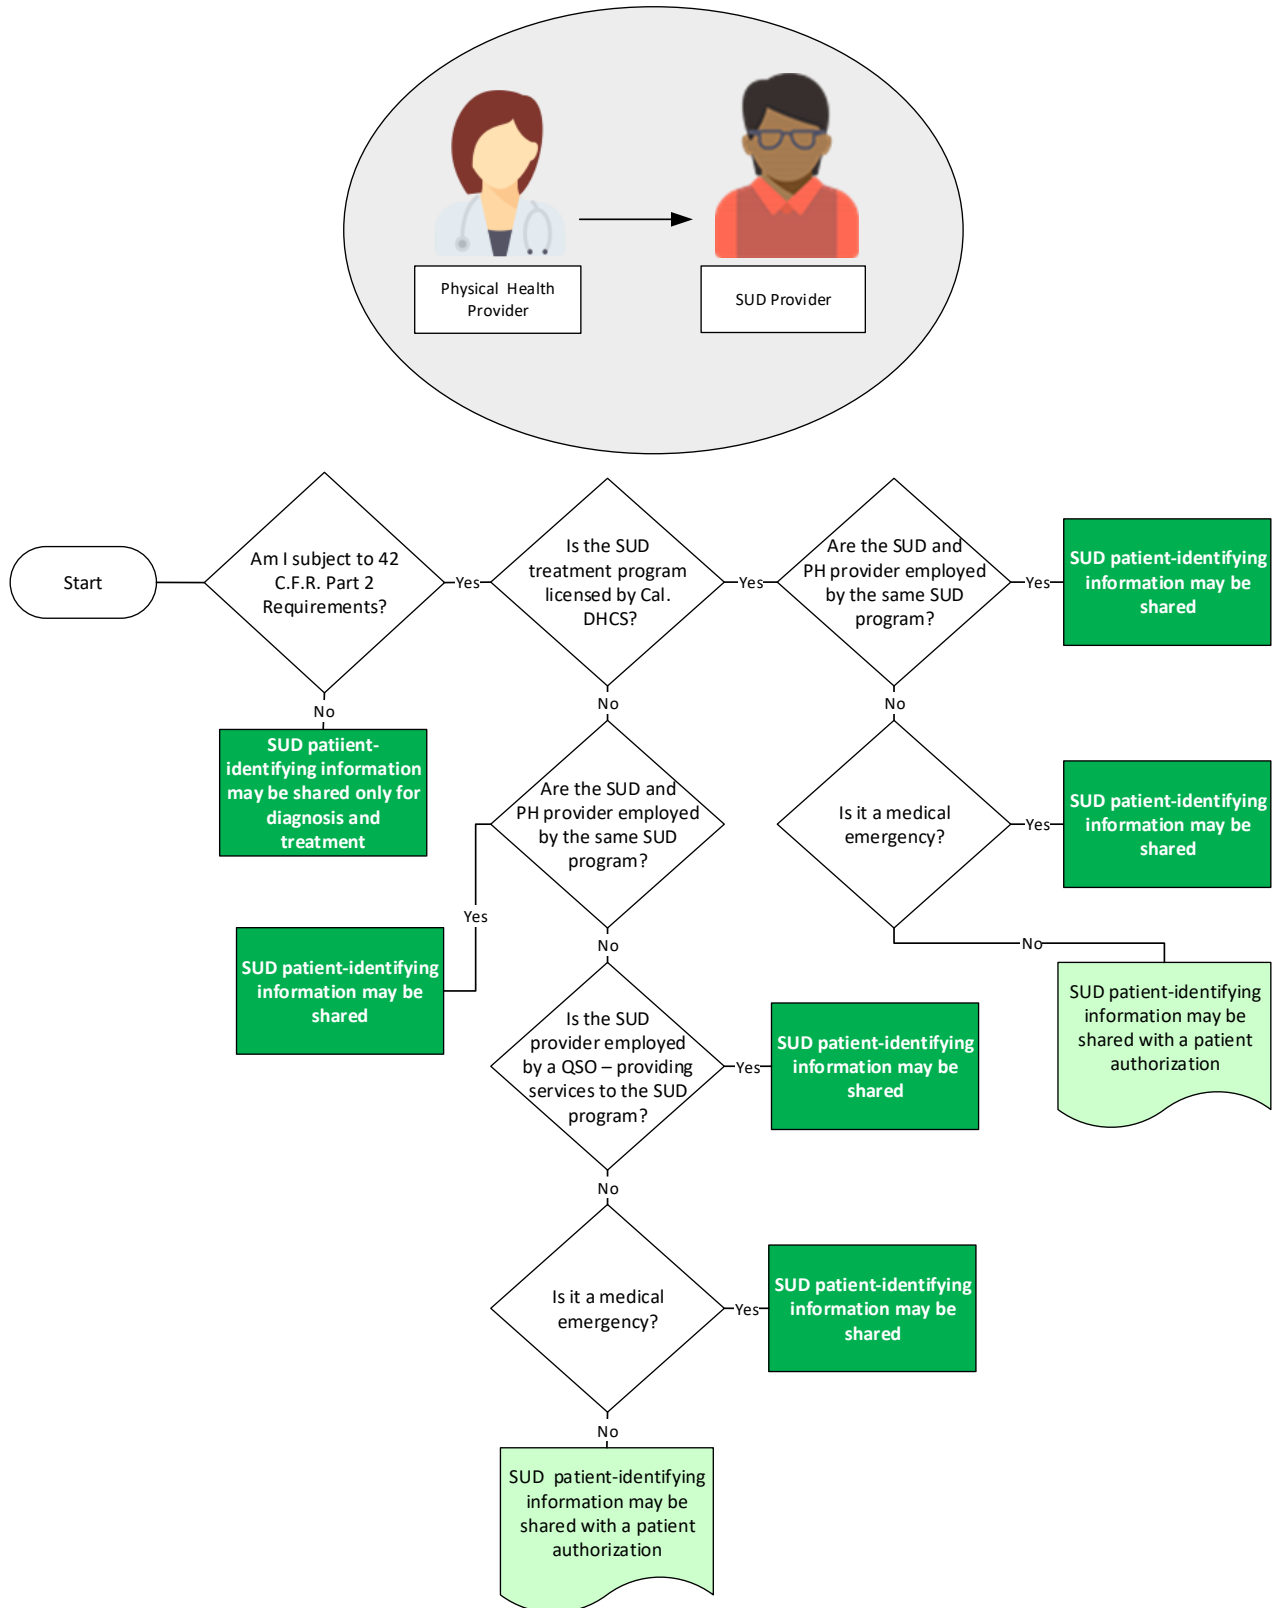 Physical Health
Provider
SUD Provider
Start
Am I subject to 42
C.F.R. Part 2
Requirements?
Yes
Is the SUD
treatment program
licensed by Cal.
DHCS?
Yes
Are the SUD and
PH provider employed
by the same SUD
program?
Yes
SUD patient-identifying
information may be
shared
No
SUD patiient-
identifying information
may be shared only for
diagnosis and
treatment
No
Are the SUD and
PH provider employed
by the same SUD
program?
No
Is it a medical
emergency?
Yes
SUD patient-identifying
information may be
shared
Yes
SUD patient-identifying
information may be
shared
No
SUD patient-identifying
information may be
shared with a patient
authorization
No
Is the SUD
provider employed
by a QSO – providing
services to the SUD
program?
Yes
SUD patient-identifying
information may be
shared
No
Is it a medical
emergency?
Yes
SUD patient-identifying
information may be
shared
No
SUD  patient-identifying
information may be
shared with a patient
authorization